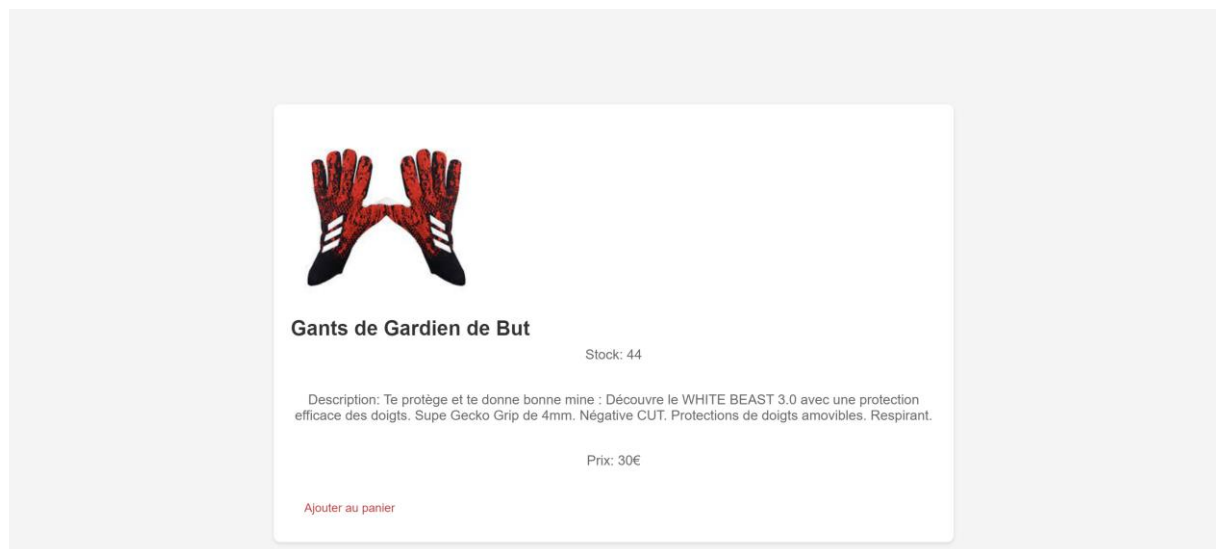 Gants de Gardien de But
Stock: 44
Description: Te protège et te donne bonne mine : Découvre le WHITE BEAST 3.0 avec une protection
efficace des doigts. Supe Gecko Grip de 4mm. Négative CUT. Protections de doigts amovibles. Respirant.
Prix: 30€
Ajouter au panier